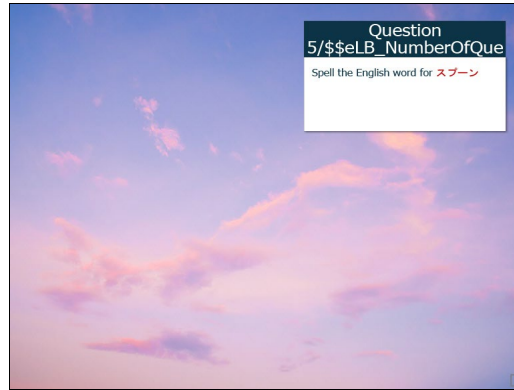 Question
5/$$eLB_NumberOfQue
Spell the English word for スプーン